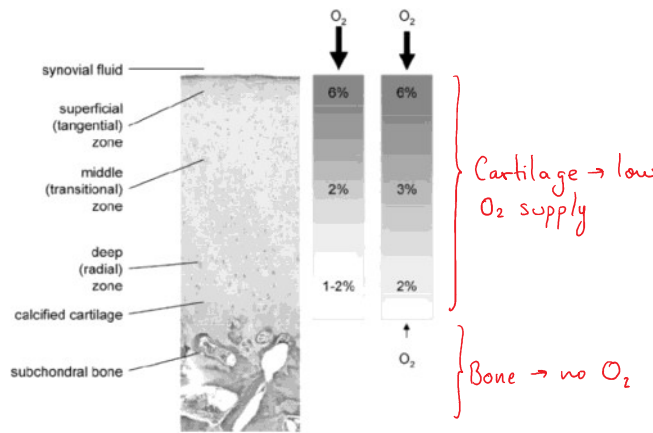 O₂ O₂
synovial fluid
superficial
(tangential)
zone
6% 6%
middle
(transitional)
zone
2% 3%
Cartilage → low
O₂ supply
deep
(radial)
zone
1-2% 2%
calcified cartilage
O₂
subchondral bone
Bone → no O₂